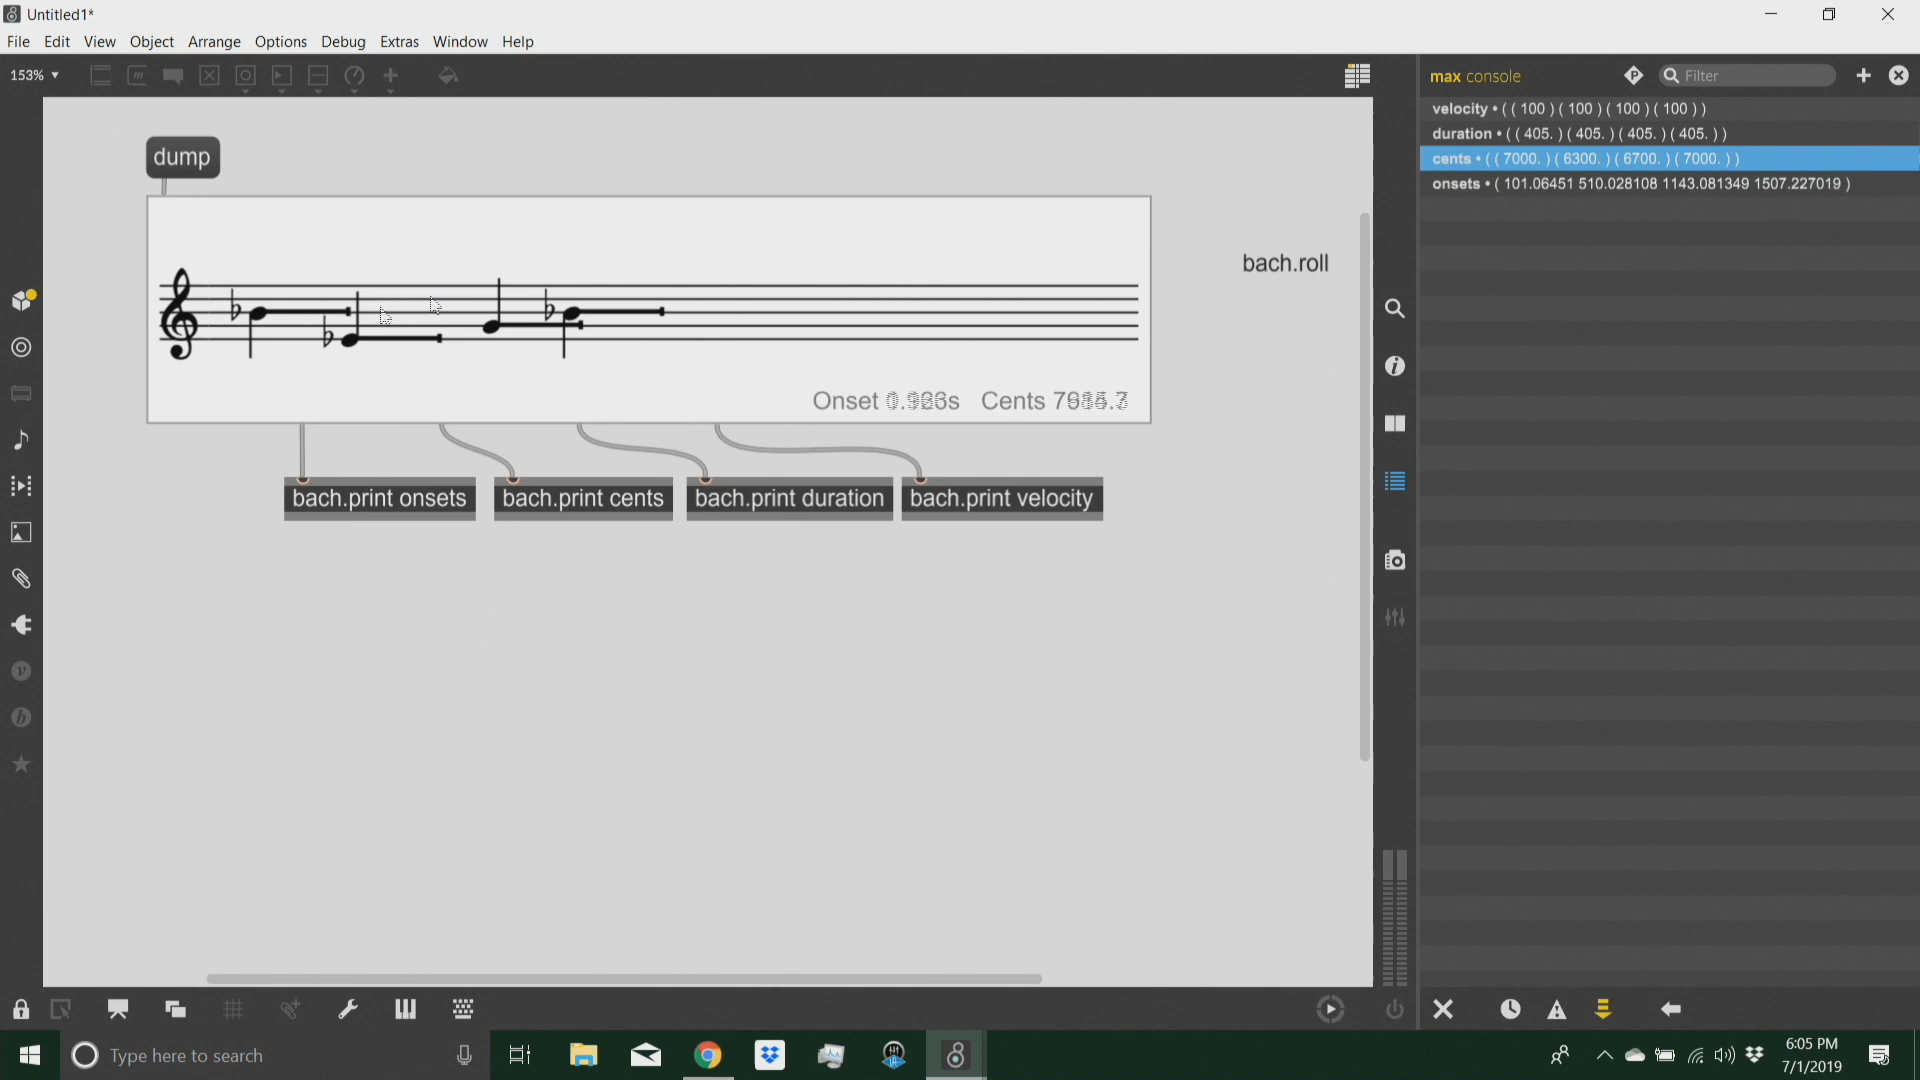 Untitled1*
File Edit View Object Arrange Options Debug Extras Window Help
153%
max console
Filter
velocity • ( ( 100 ) ( 100 ) ( 100 ) ( 100 ) )
duration • ( ( 405. ) ( 405. ) ( 405. ) ( 405. ) )
cents • ( ( 7000. ) ( 6300. ) ( 6700. ) ( 7000. ) )
onsets • ( 101.06451 510.028108 1143.081349 1507.227019 )
dump
bach.roll
Onset Cents
bach.print onsets bach.print cents bach.print duration bach.print velocity
Type here to search
6:05 PM
7/1/2019